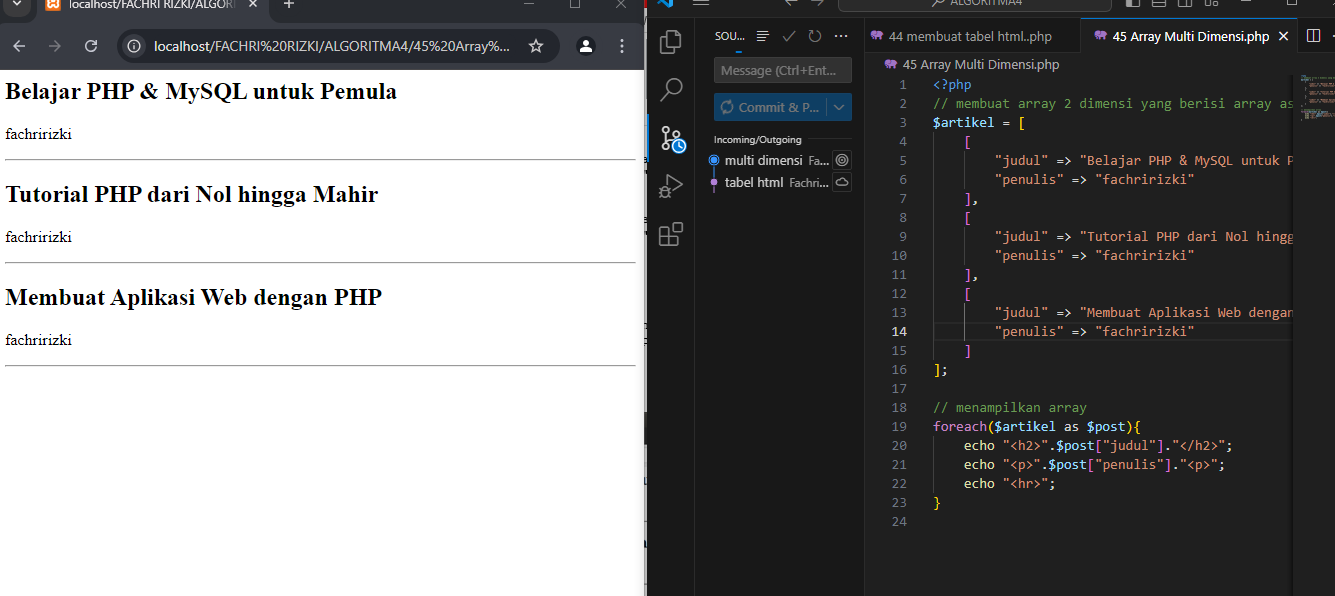 localhost/FACHRI RIZKI/ALGORI
localhost/FACHRI%20RIZKI/ALGORITMA4/45%20Array%...
Belajar PHP & MySQL untuk Pemula
fachririzki
Tutorial PHP dari Nol hingga Mahir
fachririzki
Membuat Aplikasi Web dengan PHP
fachririzki
ALGORITMA4
SOU...
Message (Ctrl+Ent...
Commit & P...
Incoming/Outgoing
multi dimensi Fa...
tabel html Fachri...
44 membuat tabel html..php
45 Array Multi Dimensi.php
45 Array Multi Dimensi.php
1 <?php
2 // membuat array 2 dimensi yang berisi array as
3 $artikel = [
4 [
5 "judul" => "Belajar PHP & MySQL untuk P
6 "penulis" => "fachririzki"
7 ],
8 [
9 "judul" => "Tutorial PHP dari Nol hingg
10 "penulis" => "fachririzki"
11 ],
12 [
13 "judul" => "Membuat Aplikasi Web dengan
14 "penulis" => "fachririzki"
15 ]
16 ];
17
18 // menampilkan array
19 foreach($artikel as $post){
20 echo "<h2>".$post["judul"]."</h2>";
21 echo "<p>".$post["penulis"]."<p>";
22 echo "<hr>";
23 }
24